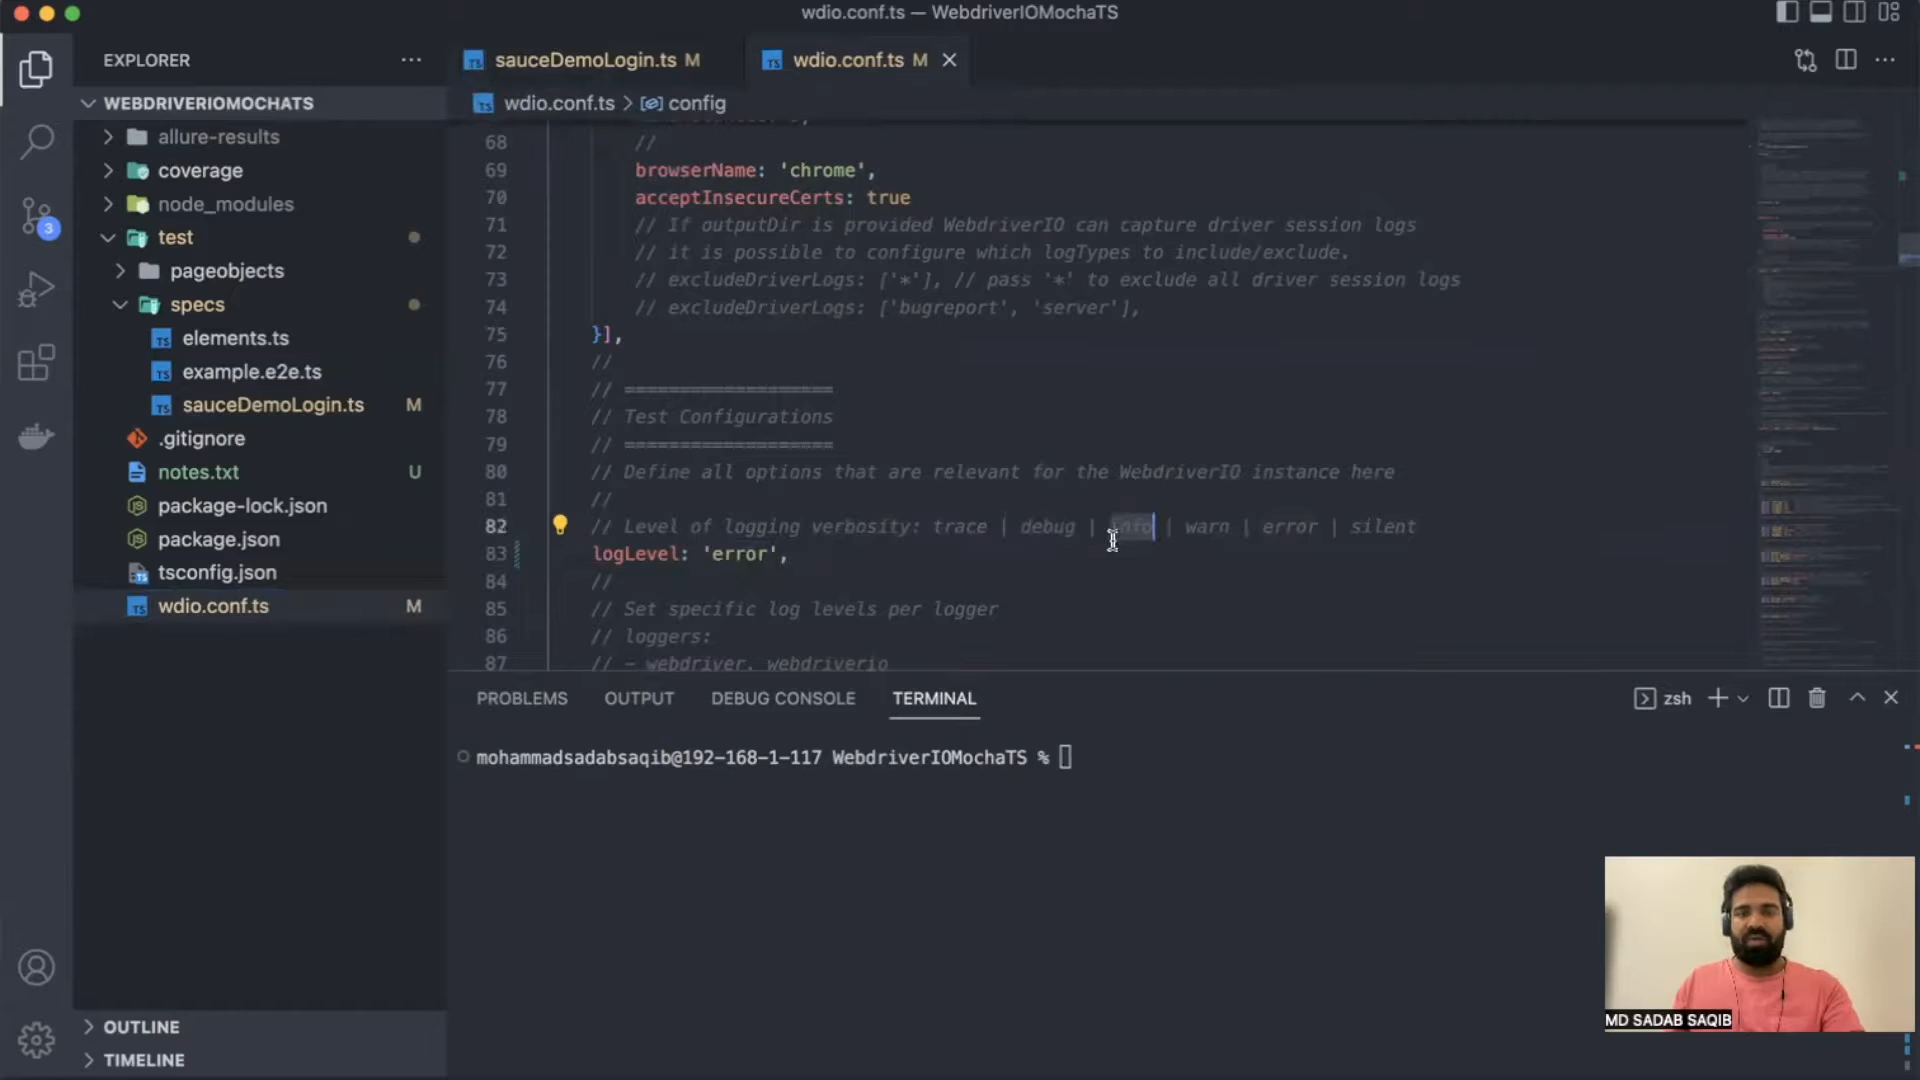 wdio.conf.ts — WebdriverIOMochaTS
EXPLORER
WEBDRIVERIOMOCHATS
allure-results
coverage
node_modules
test
pageobjects
specs
elements.ts
example.e2e.ts
sauceDemoLogin.ts M
.gitignore
notes.txt U
package-lock.json
package.json
tsconfig.json
wdio.conf.ts M
OUTLINE
TIMELINE
3
sauceDemoLogin.ts M
wdio.conf.ts M
wdio.conf.ts > config
68 //
69 browserName: 'chrome',
70 acceptInsecureCerts: true
71 // If outputDir is provided WebdriverIO can capture driver session logs
72 // it is possible to configure which logTypes to include/exclude.
73 // excludeDriverLogs: ['*'], // pass '*' to exclude all driver session logs
74 // excludeDriverLogs: ['bugreport', 'server'],
75 }],
76 //
77 // ===================
78 // Test Configurations
79 // ===================
80 // Define all options that are relevant for the WebdriverIO instance here
81 //
82 // Level of logging verbosity: trace | debug | info | warn | error | silent
83 logLevel: 'error',
84 //
85 // Set specific log levels per logger
86 // loggers:
87 // - webdriver, webdriverio
PROBLEMS OUTPUT DEBUG CONSOLE TERMINAL
zsh
mohammadsadabsaqib@192-168-1-117 WebdriverIOMochaTS %
MD SADAB SAQIB